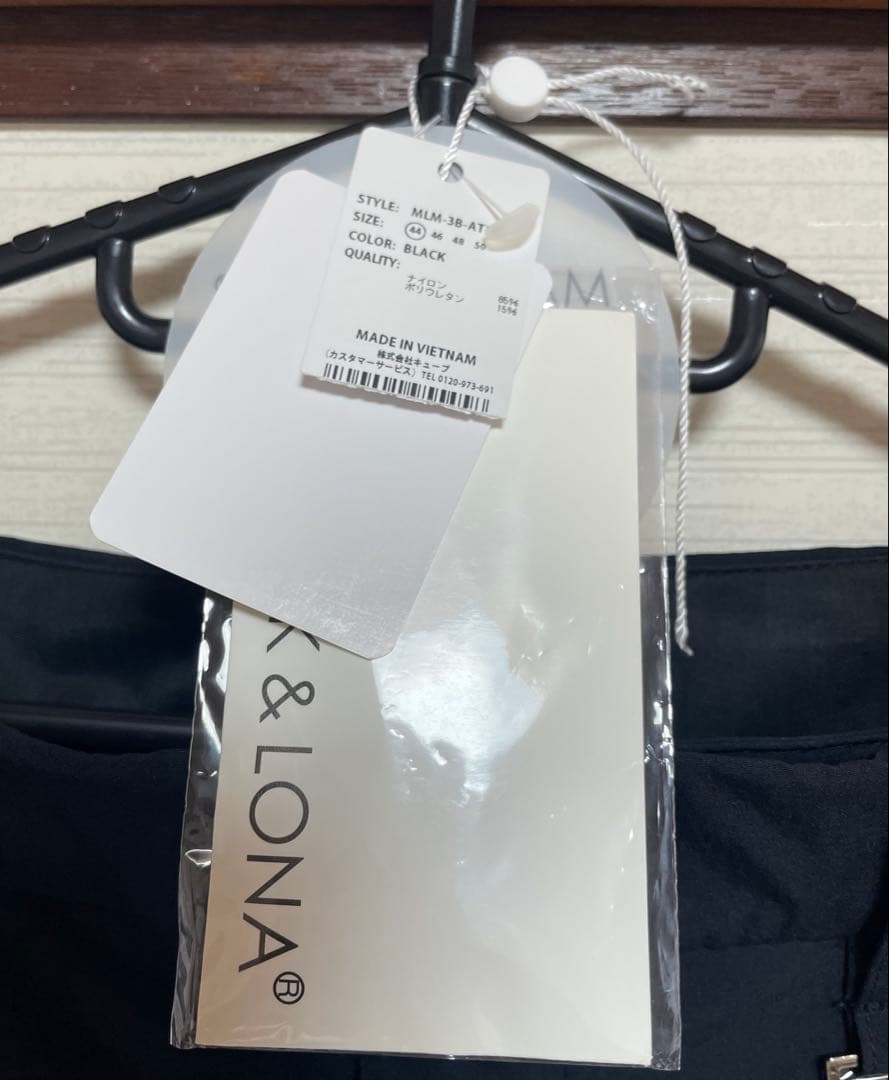 STYLE: MLM-3B-AT
SIZE: 44 46 48 50
COLOR: BLACK
QUALITY:
ナイロン 85%
ポリウレタン 15%
MADE IN VIETNAM
株式会社キューブ
(カスタマーサービス) TEL 0120-973-691
AM
K & LONA®